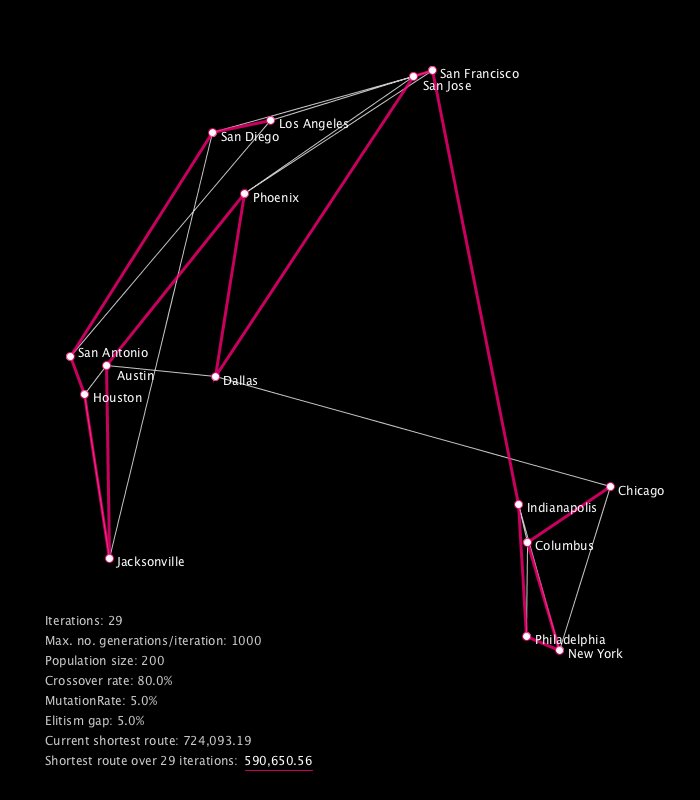 San Francisco
San Jose
Los Angeles
San Diego
Phoenix
San Antonio
Austin
Dallas
Houston
Chicago
Indianapolis
Columbus
Jacksonville
Philadelphia
New York
Iterations: 29
Max. no. generations/iteration: 1000
Population size: 200
Crossover rate: 80.0%
MutationRate: 5.0%
Elitism gap: 5.0%
Current shortest route: 724,093.19
Shortest route over 29 iterations: 590,650.56